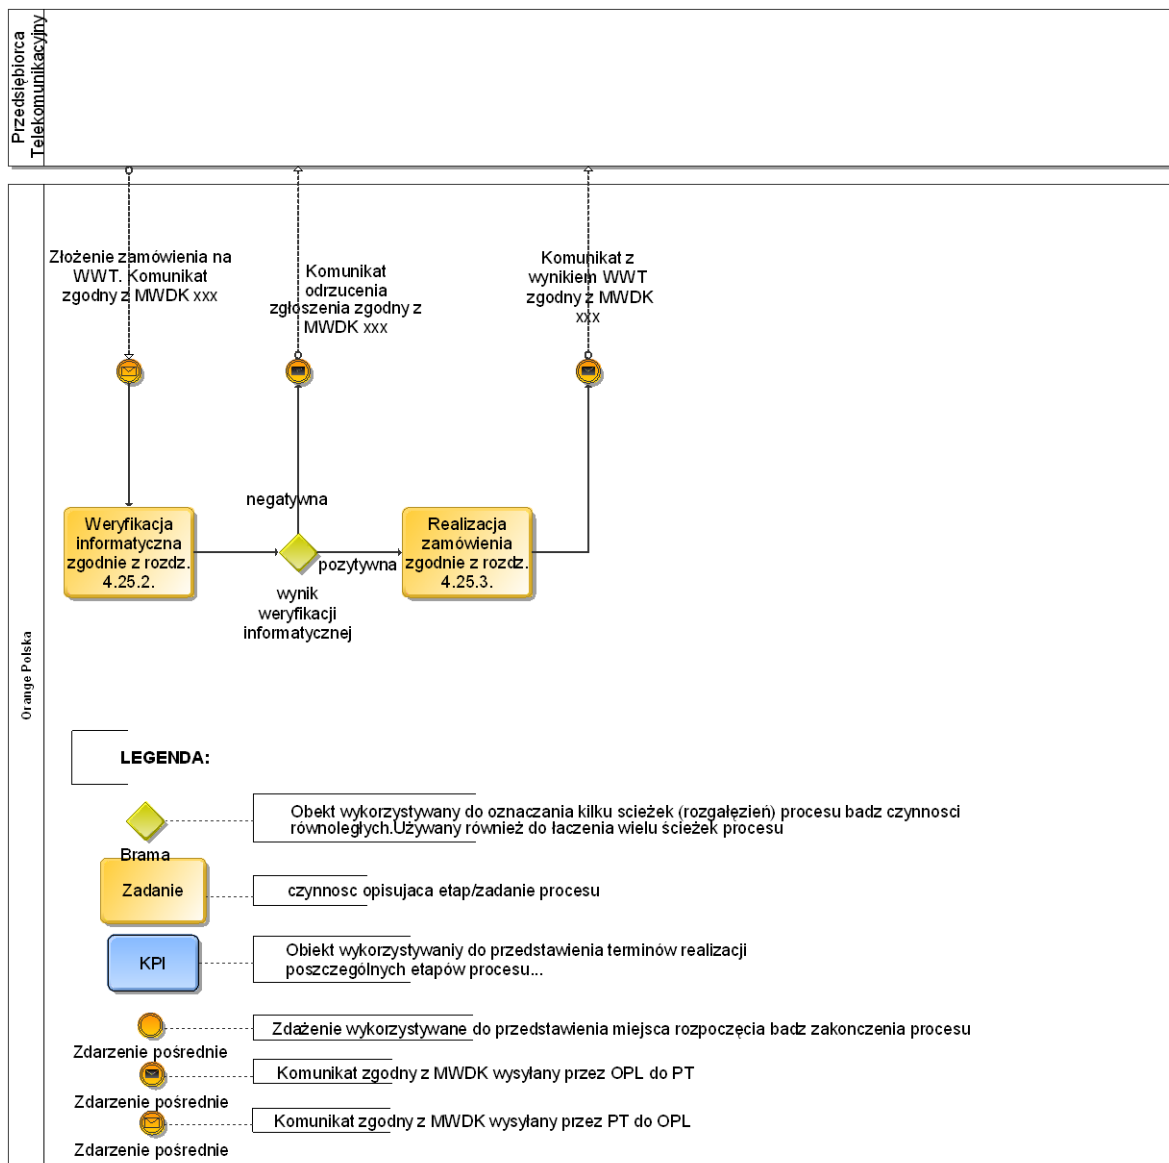 Przedsiębiorca
Telekomunikacyjny
Złożenie zamówienia na
WWT. Komunikat
zgodny z MWDK xxx
Komunikat
odrzucenia
zgłoszenia zgodny z
MWDK xxx
Komunikat z
wynikiem WWT
zgodny z MWDK
xxx
negatywna
Weryfikacja
informatyczna
zgodnie z rozdz.
4.25.2.
pozytywna
wynik
weryfikacji
informatycznej
Realizacja
zamówienia
zgodnie z rozdz.
4.25.3.
Orange Polska
LEGENDA:
Obekt wykorzystywany do oznaczania kilku scieżek (rozgałęzień) procesu badz czynnosci
równoległych.Używany również do łaczenia wielu ścieżek procesu
Brama
Zadanie
czynnosc opisujaca etap/zadanie procesu
KPI
Obiekt wykorzystywaniy do przedstawienia terminów realizacji
poszczególnych etapów procesu...
Zdażenie wykorzystywane do przedstawienia miejsca rozpoczęcia badz zakonczenia procesu
Zdarzenie pośrednie
Komunikat zgodny z MWDK wysyłany przez OPL do PT
Zdarzenie pośrednie
Komunikat zgodny z MWDK wysyłany przez PT do OPL
Zdarzenie pośrednie